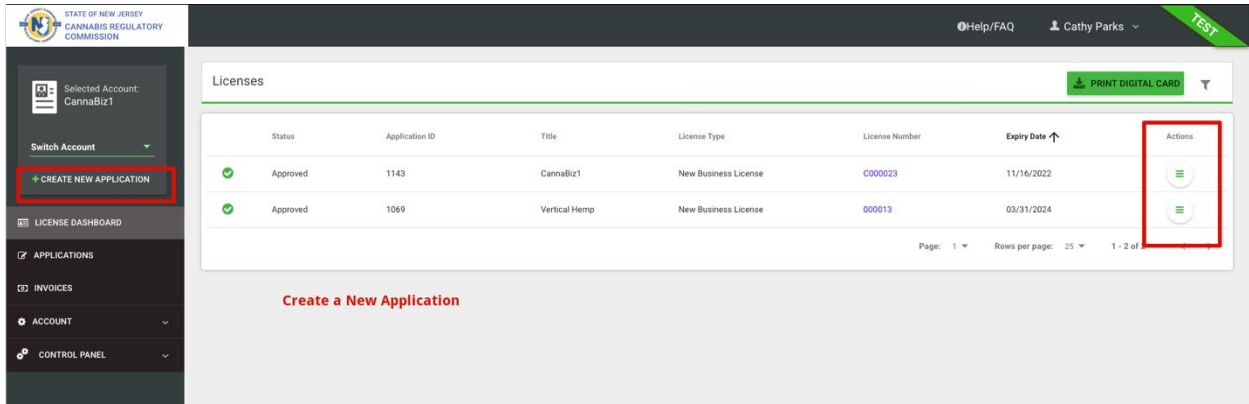 STATE OF NEW JERSEY
CANNABIS REGULATORY
COMMISSION
Help/FAQ
Cathy Parks
TEST
Selected Account:
CannaBiz1
Switch Account
+ CREATE NEW APPLICATION
LICENSE DASHBOARD
APPLICATIONS
INVOICES
ACCOUNT
CONTROL PANEL
Licenses
PRINT DIGITAL CARD
Status Application ID Title License Type License Number Expiry Date Actions
Approved 1143 CannaBiz1 New Business License C000023 11/16/2022
Approved 1069 Vertical Hemp New Business License 000013 03/31/2024
Page: 1 Rows per page: 25 1 - 2 of
Create a New Application